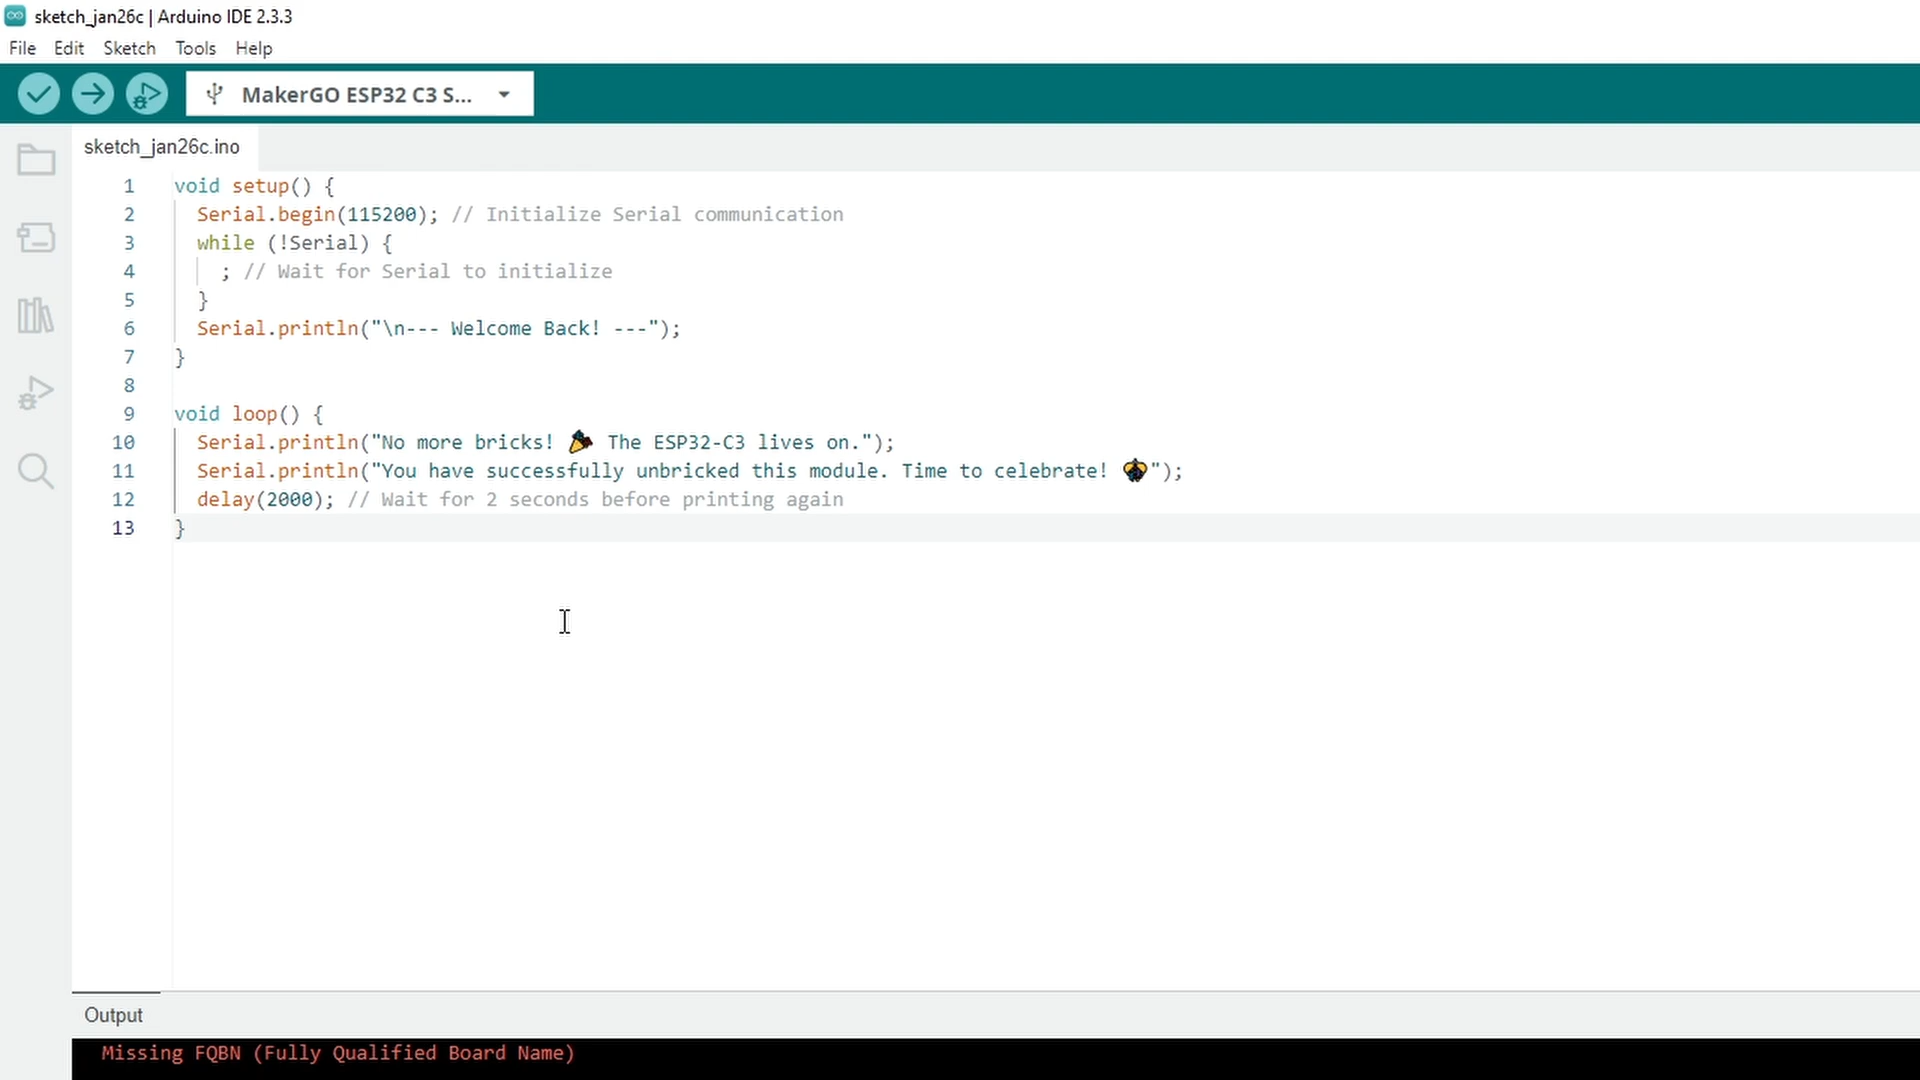 sketch_jan26c | Arduino IDE 2.3.3
File Edit Sketch Tools Help
MakerGO ESP32 C3 S...
sketch_jan26c.ino
1 void setup() {
2 Serial.begin(115200); // Initialize Serial communication
3 while (!Serial) {
4 ; // Wait for Serial to initialize
5 }
6 Serial.println("\n--- Welcome Back! ---");
7 }
8
9 void loop() {
10 Serial.println("No more bricks! 🎉 The ESP32-C3 lives on.");
11 Serial.println("You have successfully unbricked this module. Time to celebrate! 🐝");
12 delay(2000); // Wait for 2 seconds before printing again
13 }
Output
Missing FQBN (Fully Qualified Board Name)